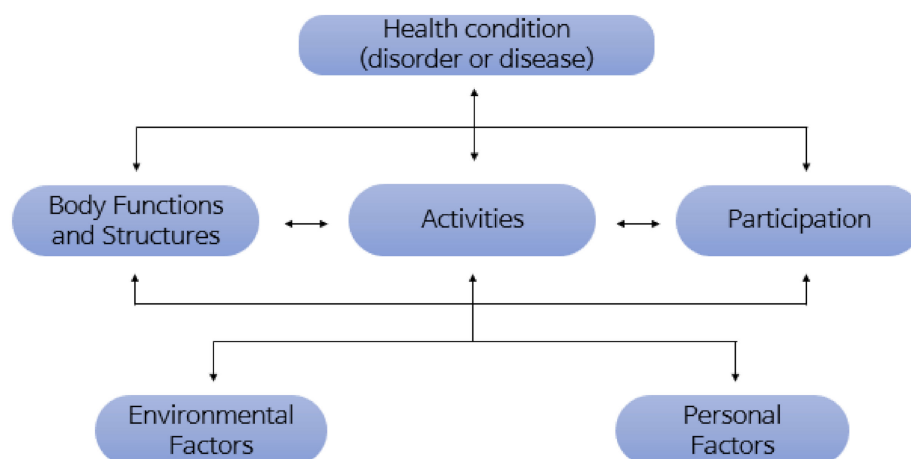 Health condition
(disorder or disease)
Body Functions
and Structures
Activities
Participation
Environmental
Factors
Personal
Factors